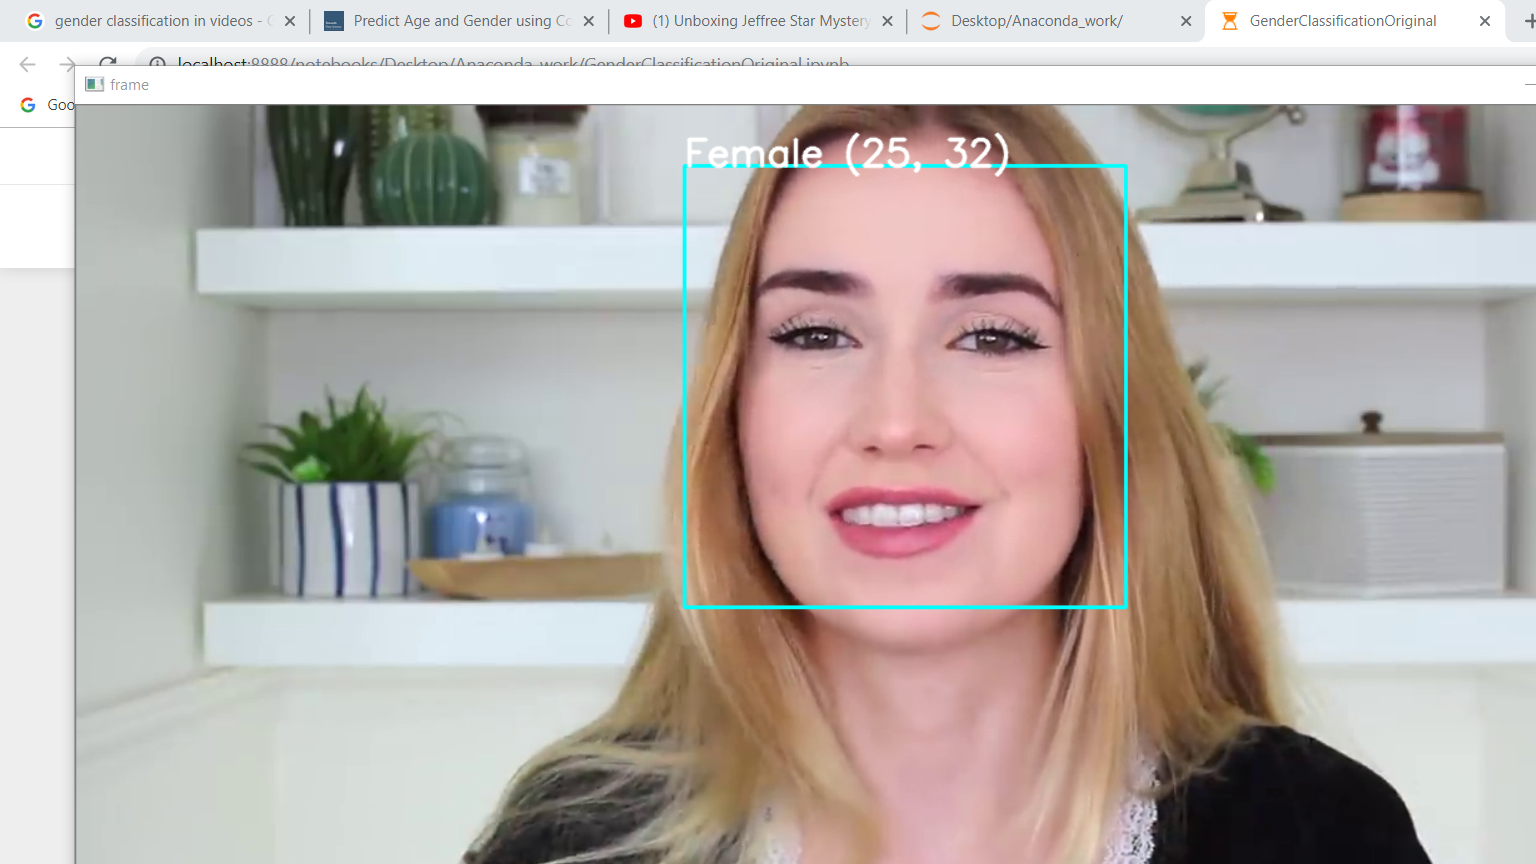 gender classification in videos - G
Predict Age and Gender using Co
(1) Unboxing Jeffree Star Mystery
Desktop/Anaconda_work/
GenderClassificationOriginal
localhost:8888/notebooks/Desktop/Anaconda_work/GenderClassificationOriginal.ipynb
Goo
frame
Female (25, 32)